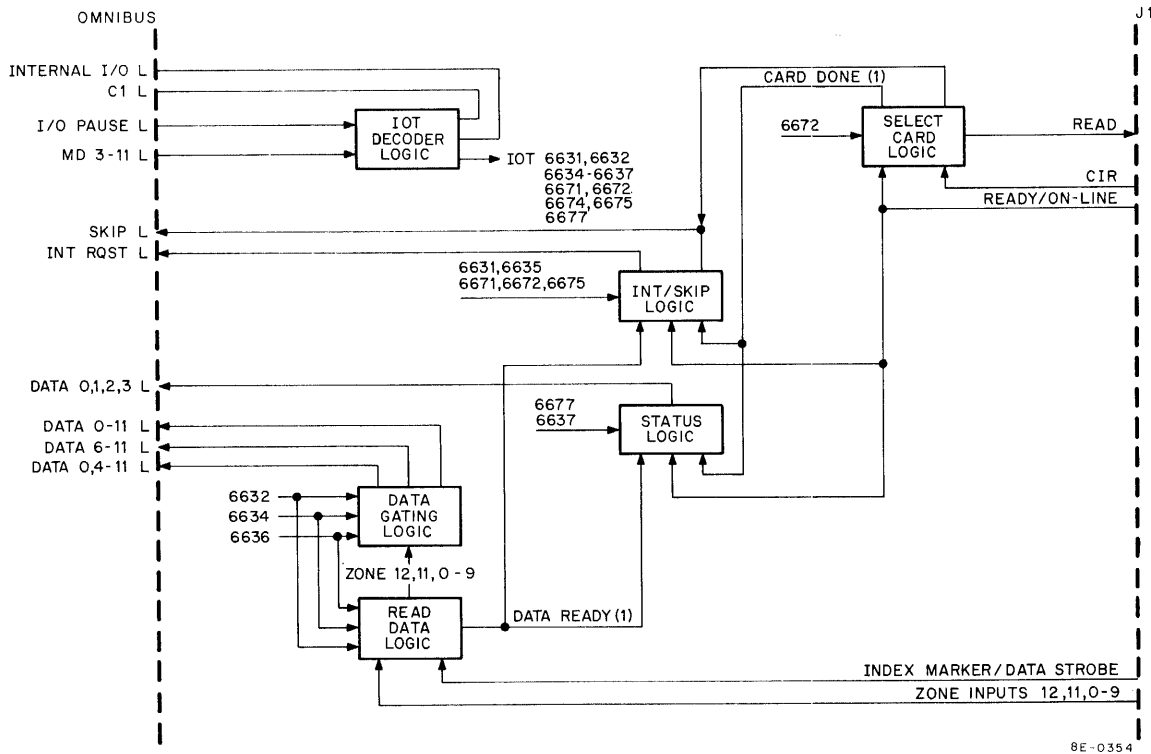 OMNIBUS
J1
INTERNAL I/O L
C1 L
I/O PAUSE L
MD 3-11 L
IOT
DECODER
LOGIC
IOT 6631,6632
6634-6637
6671,6672
6674,6675
6677
CARD DONE (1)
6672
SELECT
CARD
LOGIC
READ
CIR
READY/ON-LINE
SKIP L
INT RQST L
6631,6635
6671,6672,6675
INT/SKIP
LOGIC
DATA 0,1,2,3 L
6677
6637
STATUS
LOGIC
DATA 0-11 L
DATA 6-11 L
DATA 0,4-11 L
6632
6634
6636
DATA
GATING
LOGIC
ZONE 12,11,0-9
READ
DATA
LOGIC
DATA READY (1)
INDEX MARKER/DATA STROBE
ZONE INPUTS 12,11,0-9
8E-0354